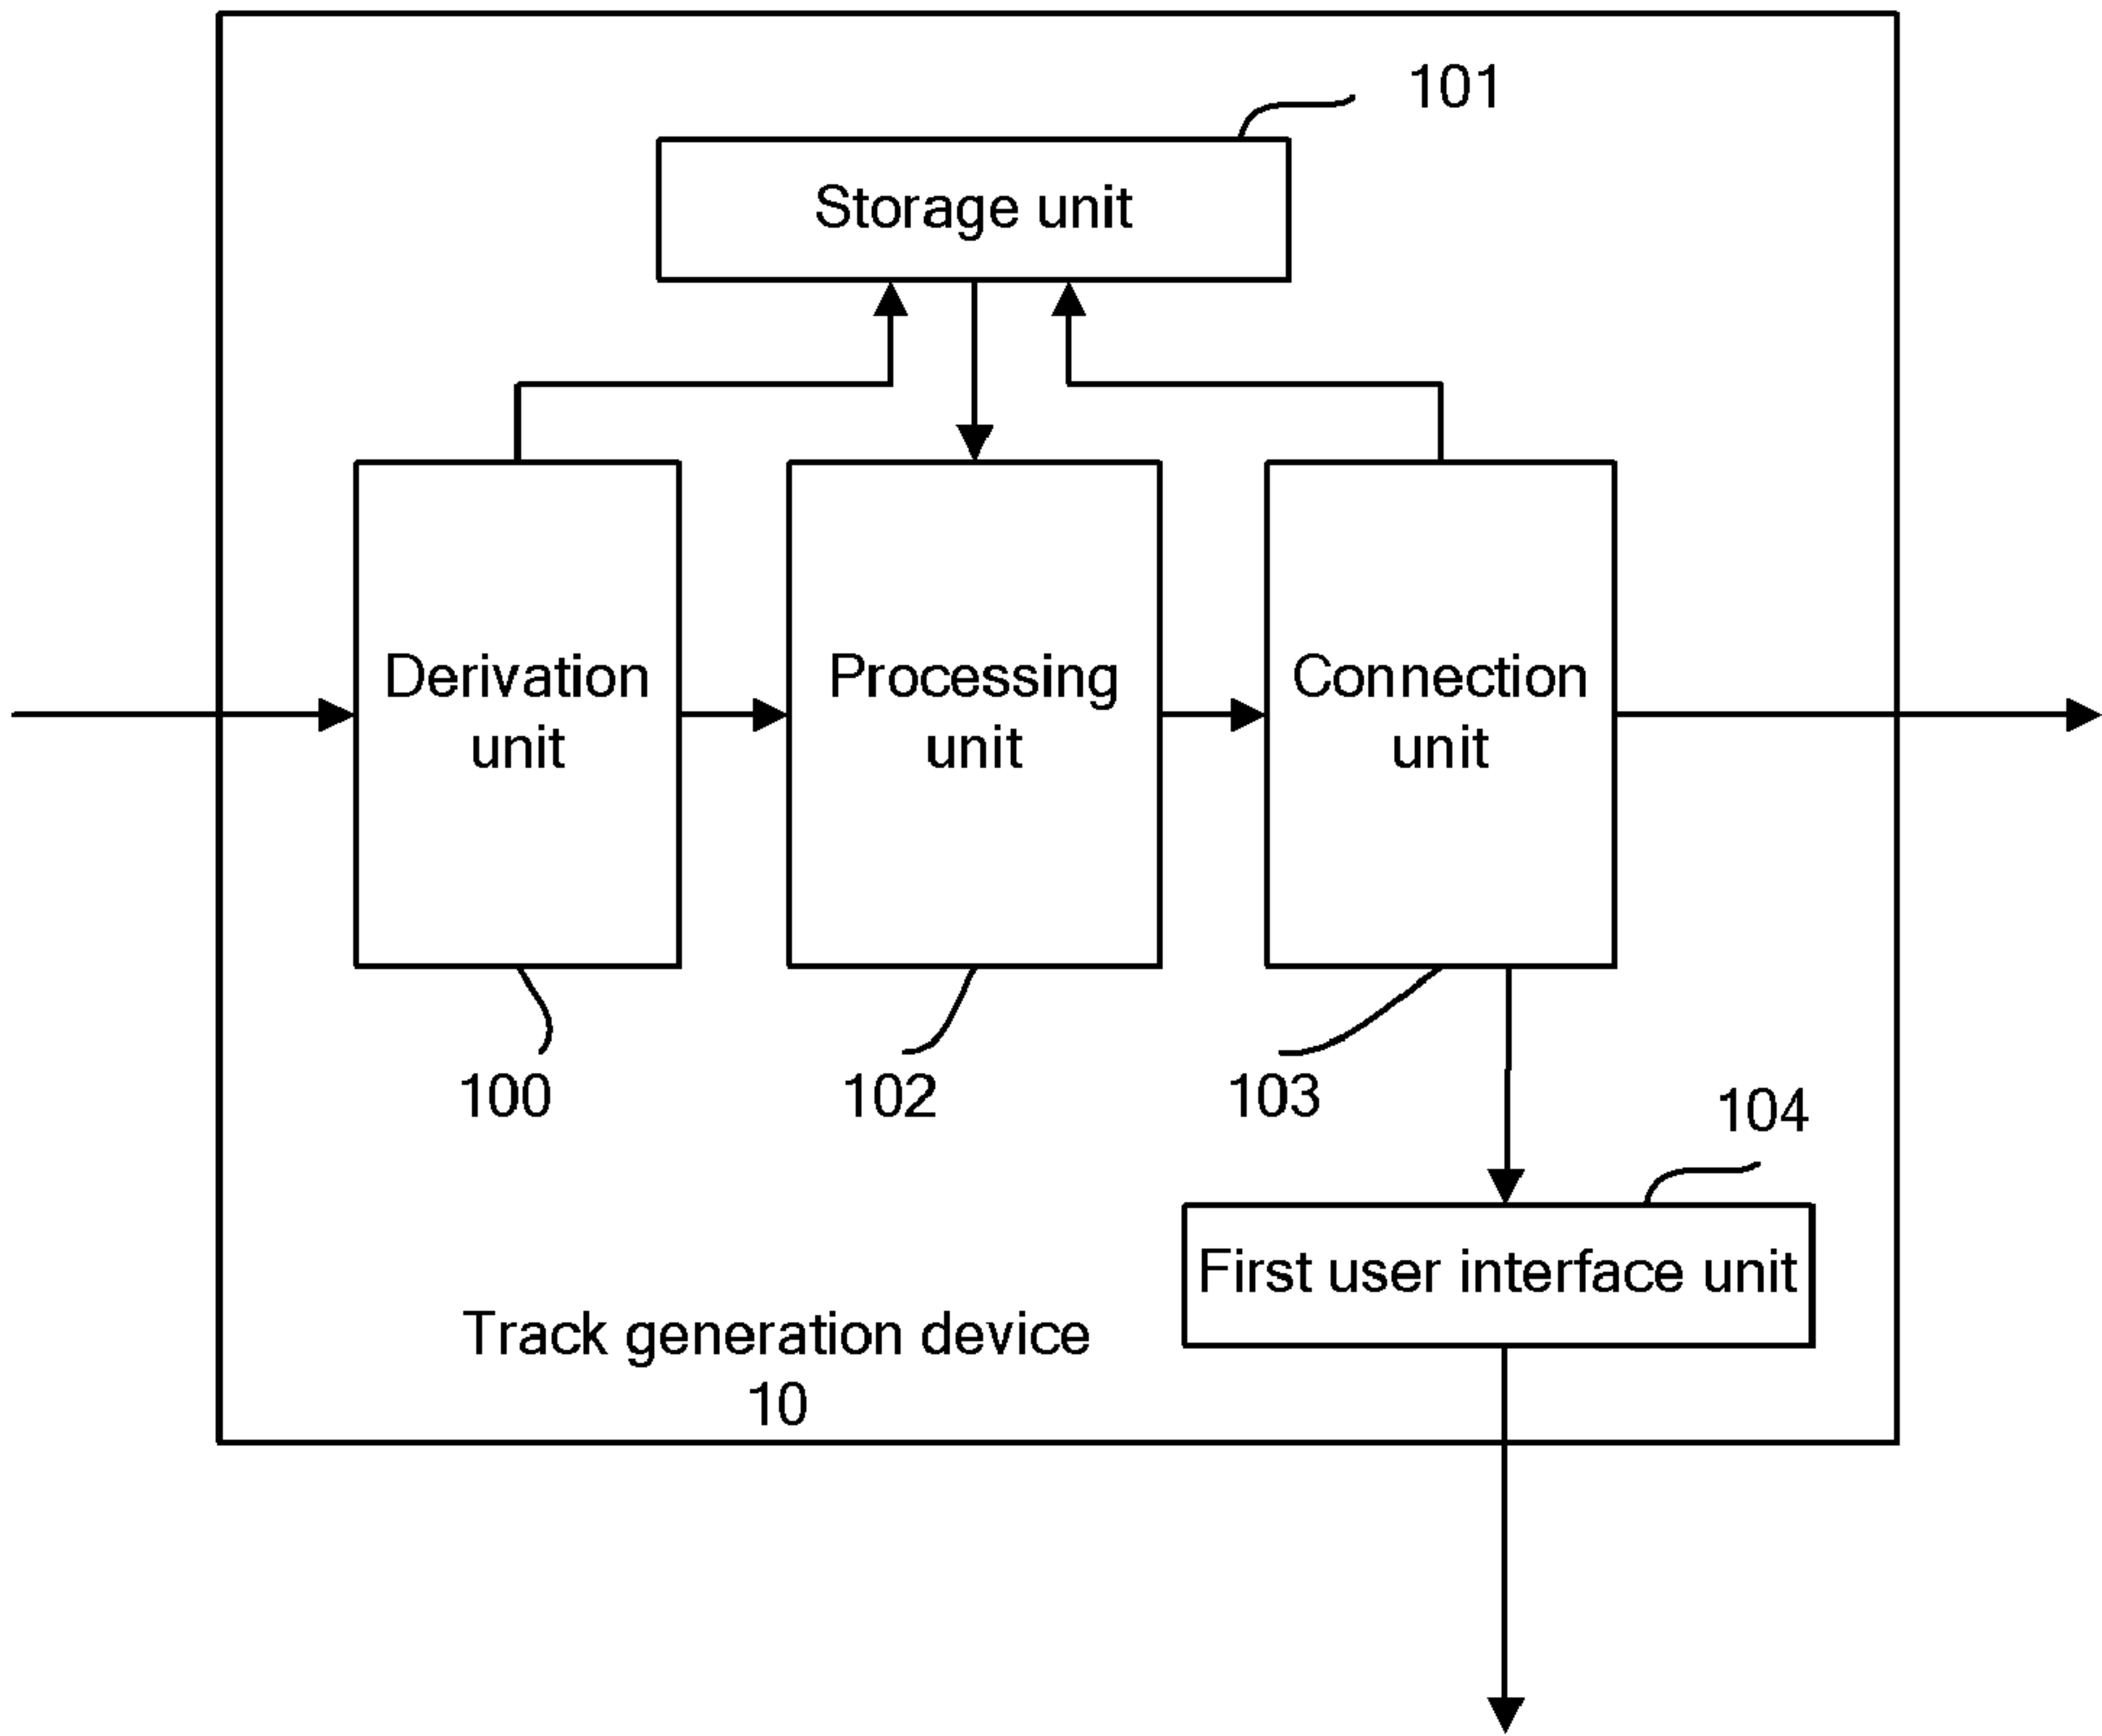 101
Storage unit
Derivation
unit
Processing
unit
Connection
unit
100
102
103
104
First user interface unit
Track generation device
10